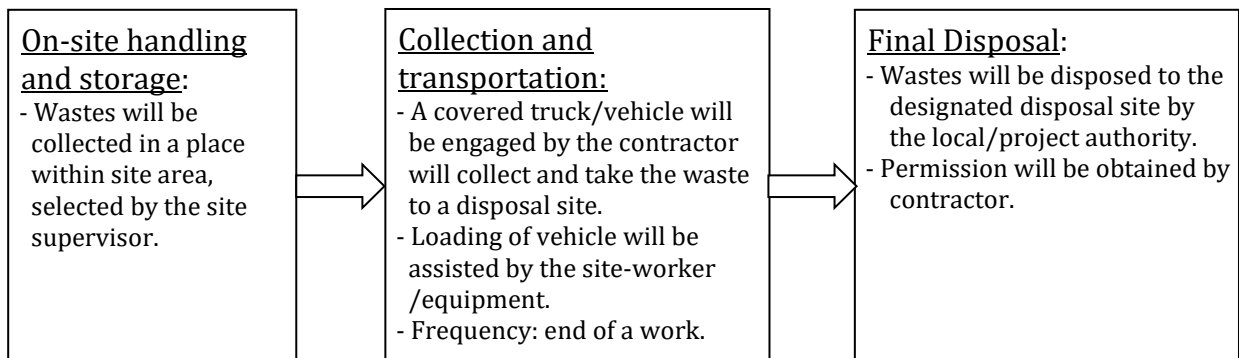 On-site handling
and storage:
- Wastes will be
collected in a place
within site area,
selected by the site
supervisor.
Collection and
transportation:
- A covered truck/vehicle will
be engaged by the contractor
will collect and take the waste
to a disposal site.
- Loading of vehicle will be
assisted by the site-worker
/equipment.
- Frequency: end of a work.
Final Disposal:
- Wastes will be disposed to the
designated disposal site by
the local/project authority.
- Permission will be obtained by
contractor.